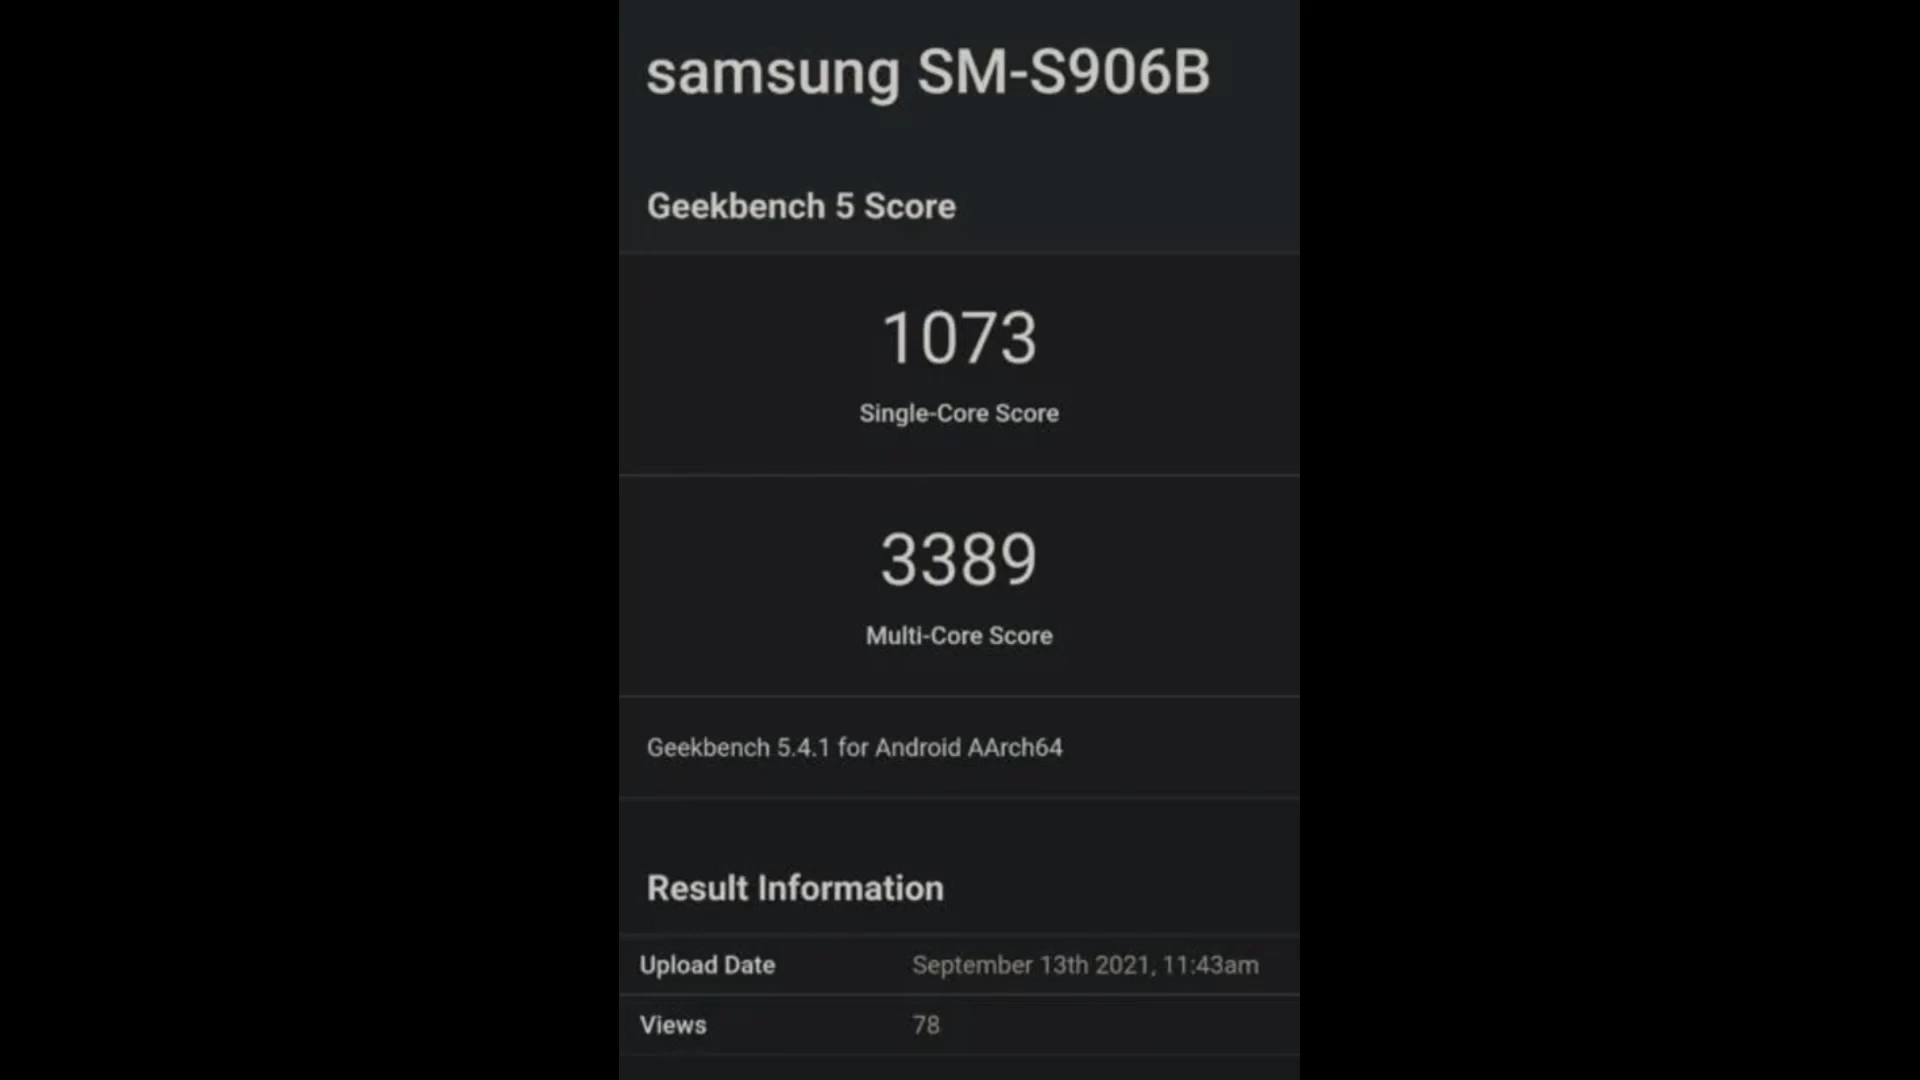 samsung SM-S906B
Geekbench 5 Score
1073
Single-Core Score
3389
Multi-Core Score
Geekbench 5.4.1 for Android AArch64
Result Information
Upload Date September 13th 2021, 11:43am
Views 78